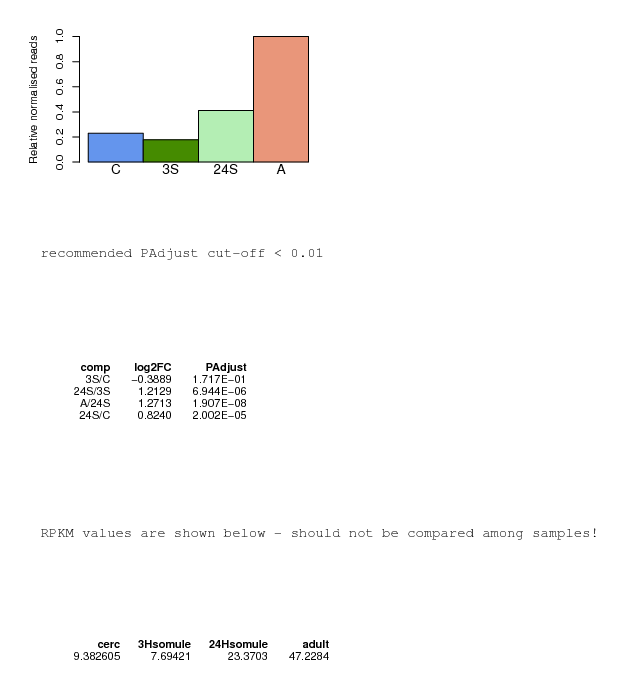 Relative normalised reads
1.0
0.8
0.6
0.4
0.2
0.0
C 3S 24S A
recommended PAdjust cut-off < 0.01
comp log2FC PAdjust
3S/C −0.3889 1.717E−01
24S/3S 1.2129 6.944E−06
A/24S 1.2713 1.907E−08
24S/C 0.8240 2.002E−05
RPKM values are shown below - should not be compared among samples!
cerc 3Hsomule 24Hsomule adult
9.382605 7.69421 23.3703 47.2284